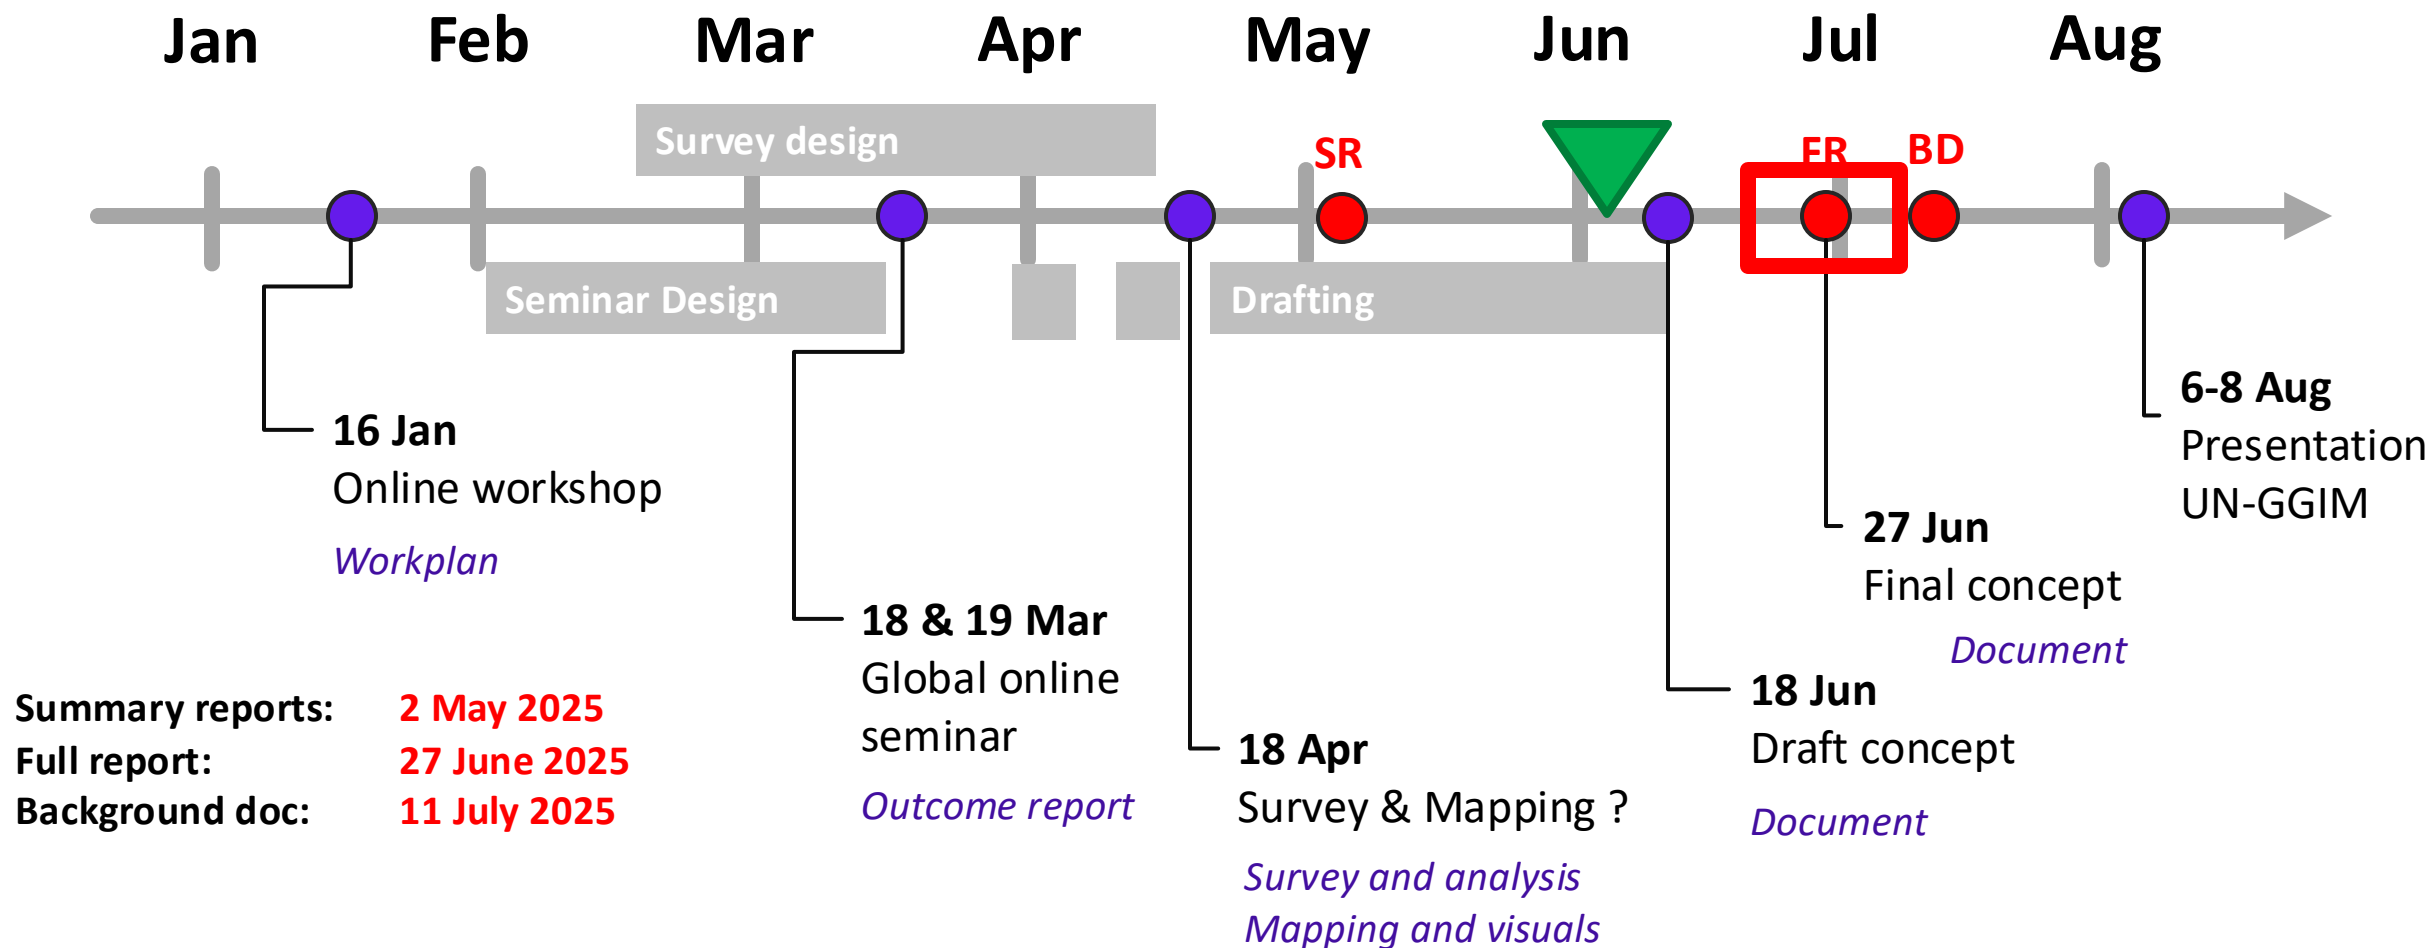 Jan Feb Mar Apr May Jun Jul Aug
Survey design
SR FR BD
Seminar Design
Drafting
16 Jan
Online workshop
Workplan
18 & 19 Mar
Global online
seminar
Outcome report
18 Apr
Survey & Mapping ?
Survey and analysis
Mapping and visuals
18 Jun
Draft concept
Document
27 Jun
Final concept
Document
6-8 Aug
Presentation
UN-GGIM
Summary reports: 2 May 2025
Full report: 27 June 2025
Background doc: 11 July 2025